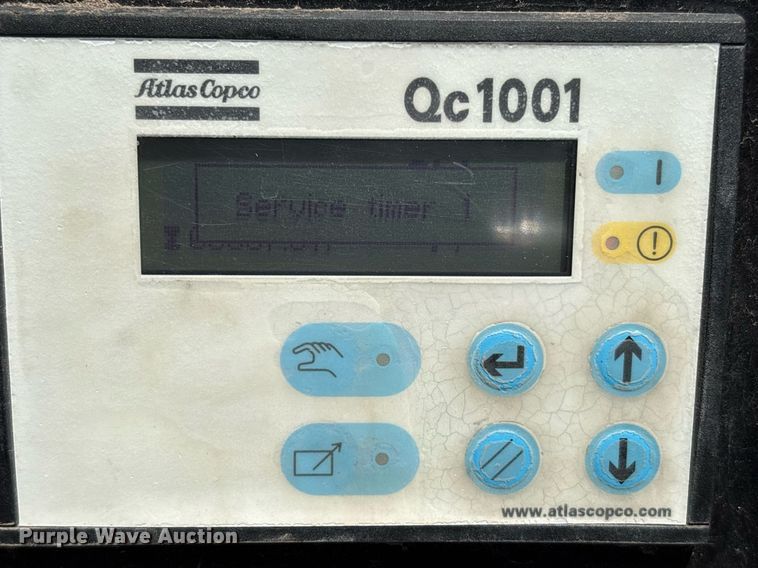 Atlas Copco
Qc1001
Service timer 1
www.atlascopco.com
Purple Wave Auction